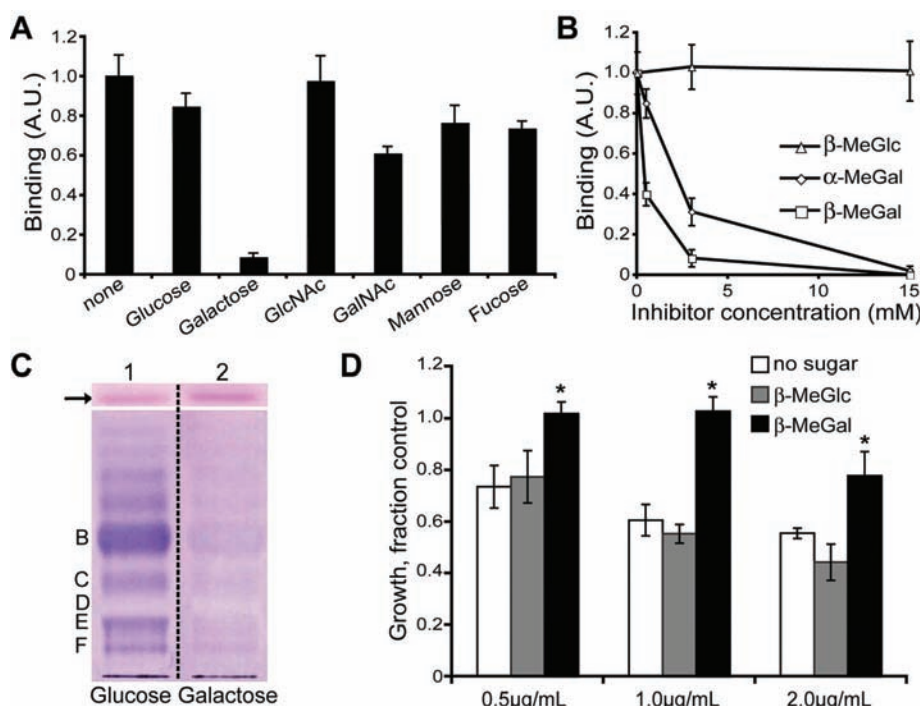 A
Binding (A.U.)
1.2
1.0
0.8
0.6
0.4
0.2
0
none
Glucose
Galactose
GlcNAc
GalNAc
Mannose
Fucose
B
Binding (A.U.)
1.2
1.0
0.8
0.6
0.4
0.2
0
β-MeGlc
α-MeGal
β-MeGal
0
5
10
15
Inhibitor concentration (mM)
C
1
2
B
C
D
E
F
Glucose
Galactose
D
Growth, fraction control
1.2
1.0
0.8
0.6
0.4
0.2
0
no sugar
β-MeGlc
β-MeGal
*
*
*
0.5µg/mL
1.0µg/mL
2.0µg/mL